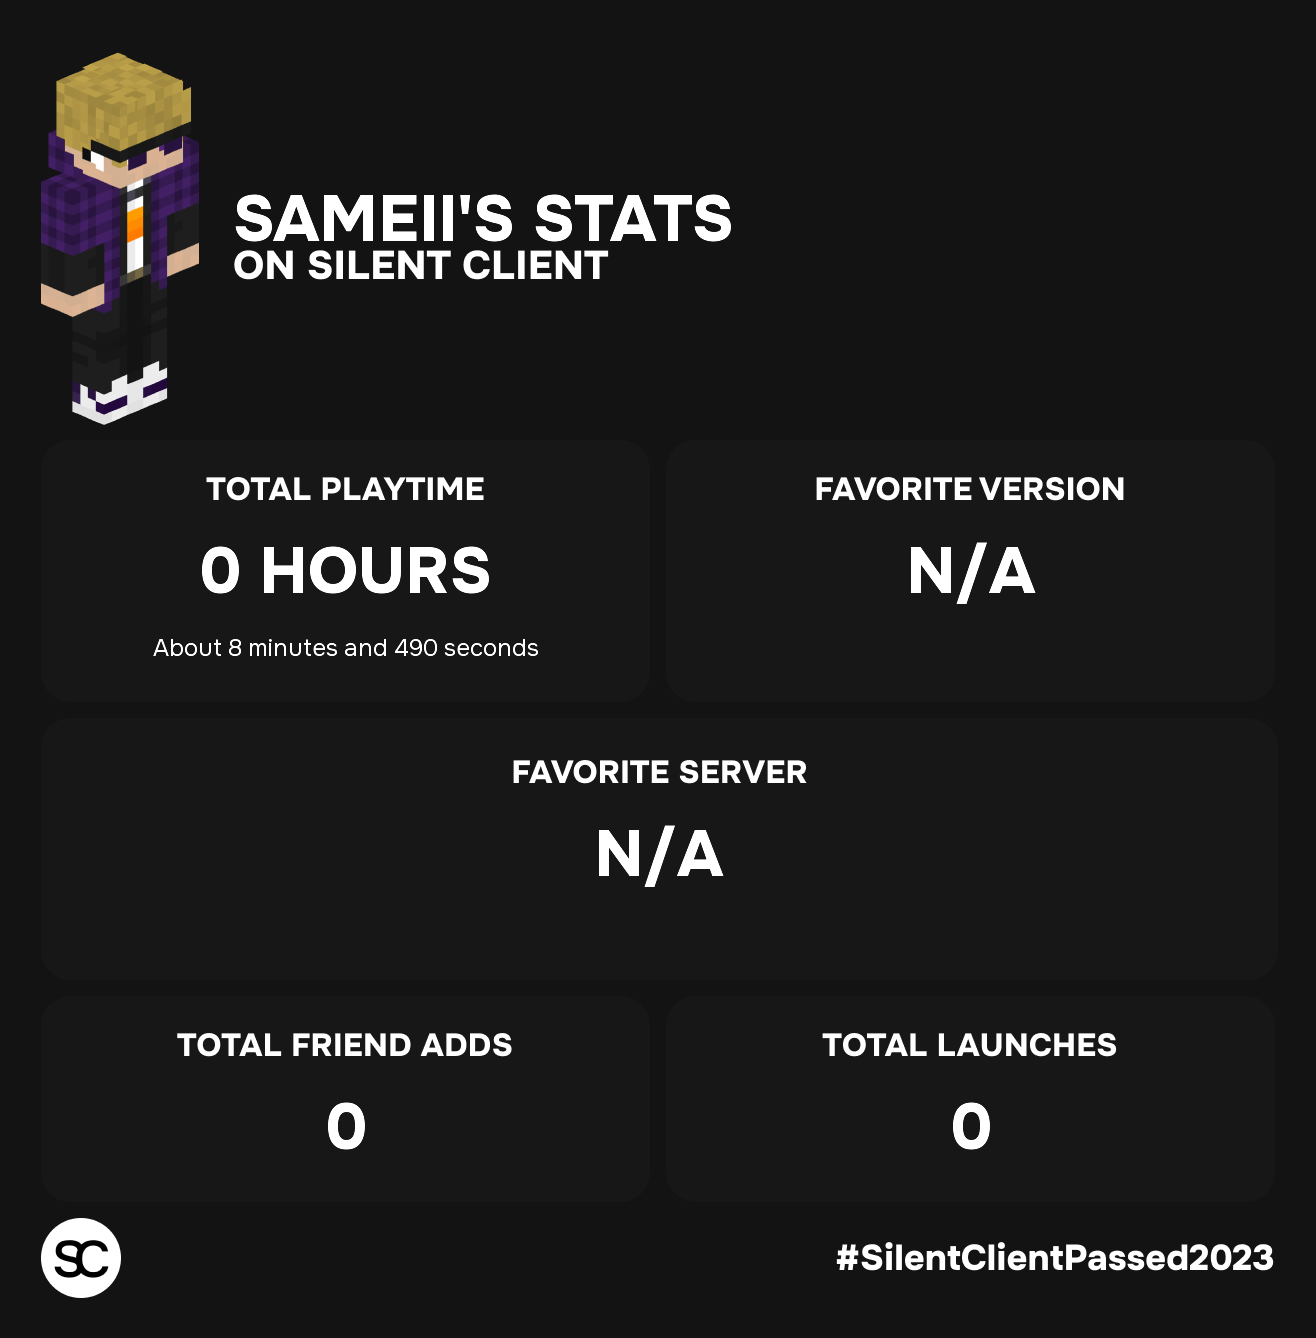 SAMEII'S STATS
ON SILENT CLIENT
TOTAL PLAYTIME
0 HOURS
About 8 minutes and 490 seconds
FAVORITE VERSION
N/A
FAVORITE SERVER
N/A
TOTAL FRIEND ADDS
0
TOTAL LAUNCHES
0
SC
#SilentClientPassed2023